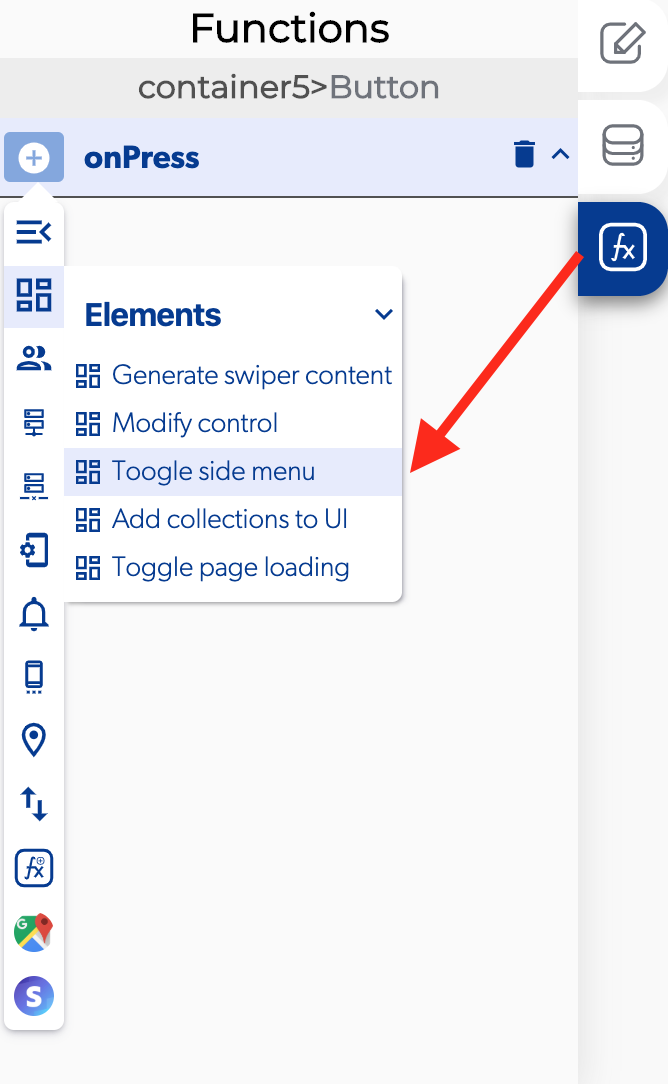 Functions
container5>Button
onPress
fx
Elements
Generate swiper content
Modify control
Toogle side menu
Add collections to UI
Toggle page loading
fx
G
S